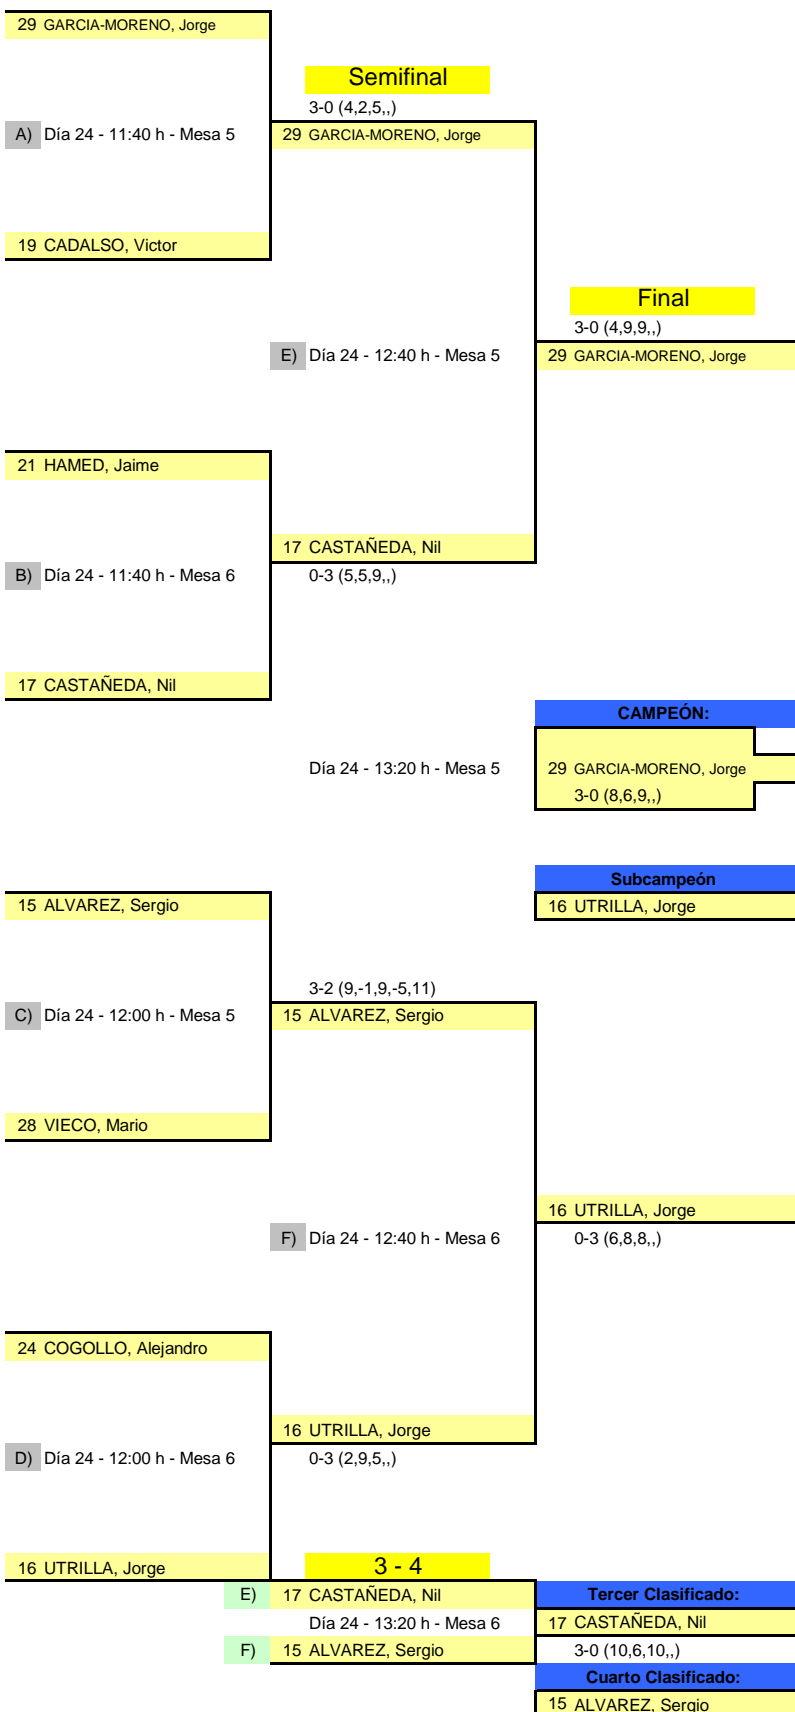 29 GARCIA-MORENO, Jorge
Semifinal
3-0 (4,2,5,,)
A) Día 24 - 11:40 h - Mesa 5
29 GARCIA-MORENO, Jorge
19 CADALSO, Victor
Final
3-0 (4,9,9,,)
E) Día 24 - 12:40 h - Mesa 5
29 GARCIA-MORENO, Jorge
21 HAMED, Jaime
17 CASTAÑEDA, Nil
B) Día 24 - 11:40 h - Mesa 6
0-3 (5,5,9,,)
17 CASTAÑEDA, Nil
CAMPEÓN:
Día 24 - 13:20 h - Mesa 5
29 GARCIA-MORENO, Jorge
3-0 (8,6,9,,)
Subcampeón
15 ALVAREZ, Sergio
16 UTRILLA, Jorge
3-2 (9,-1,9,-5,11)
C) Día 24 - 12:00 h - Mesa 5
15 ALVAREZ, Sergio
28 VIECO, Mario
16 UTRILLA, Jorge
F) Día 24 - 12:40 h - Mesa 6
0-3 (6,8,8,,)
24 COGOLLO, Alejandro
16 UTRILLA, Jorge
D) Día 24 - 12:00 h - Mesa 6
0-3 (2,9,5,,)
16 UTRILLA, Jorge
3 - 4
E) 17 CASTAÑEDA, Nil
Tercer Clasificado:
Día 24 - 13:20 h - Mesa 6
17 CASTAÑEDA, Nil
F) 15 ALVAREZ, Sergio
3-0 (10,6,10,,)
Cuarto Clasificado:
15 ALVAREZ, Sergio